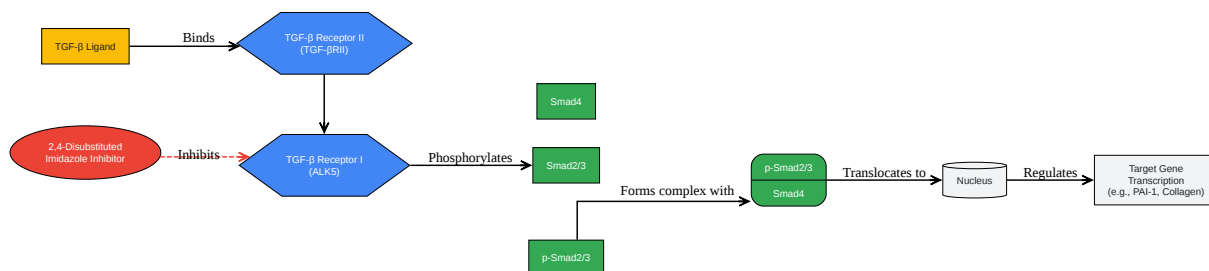 TGF-β Ligand
Binds
TGF-β Receptor II
(TGF-βRII)
Smad4
2,4-Disubstituted
Imidazole Inhibitor
Inhibits
TGF-β Receptor I
(ALK5)
Phosphorylates
Smad2/3
Forms complex with
p-Smad2/3
Smad4
Translocates to
Nucleus
Regulates
Target Gene
Transcription
(e.g., PAI-1, Collagen)
p-Smad2/3